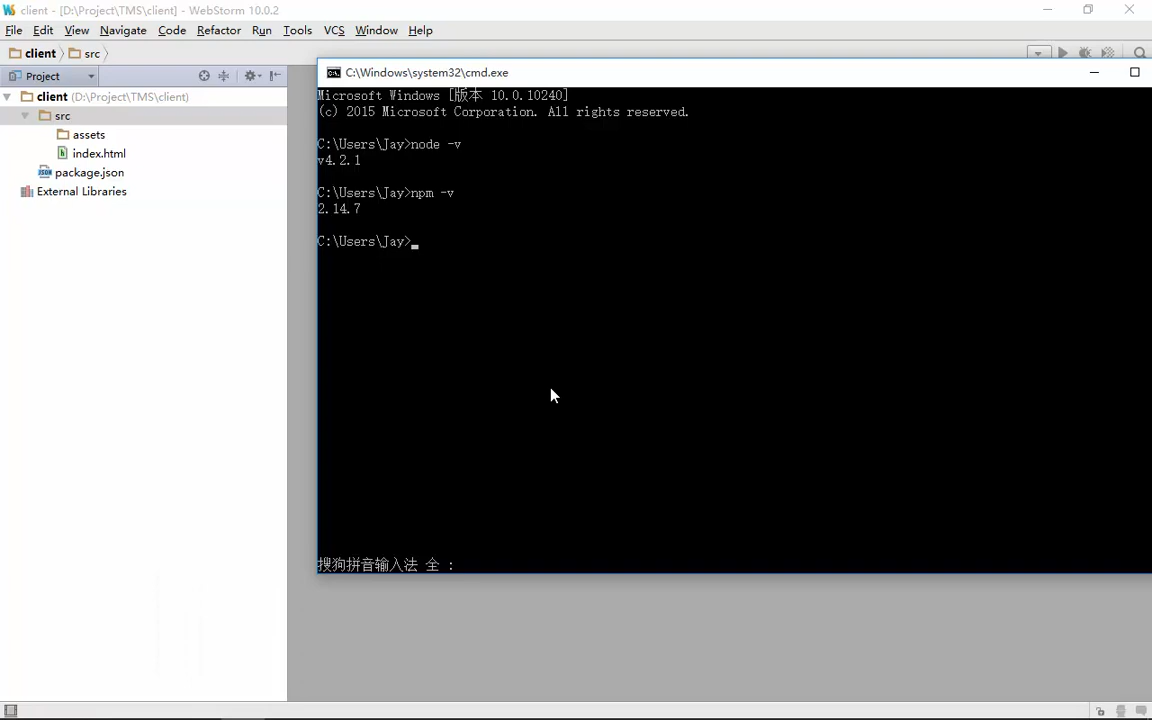 client - [D:\Project\TMS\client] - WebStorm 10.0.2
File Edit View Navigate Code Refactor Run Tools VCS Window Help
client src
Project
client (D:\Project\TMS\client)
src
assets
index.html
package.json
External Libraries
C:\Windows\system32\cmd.exe
Microsoft Windows [版本 10.0.10240]
(c) 2015 Microsoft Corporation. All rights reserved.
C:\Users\Jay>node -v
v4.2.1
C:\Users\Jay>npm -v
2.14.7
C:\Users\Jay>
搜狗拼音输入法 全 :